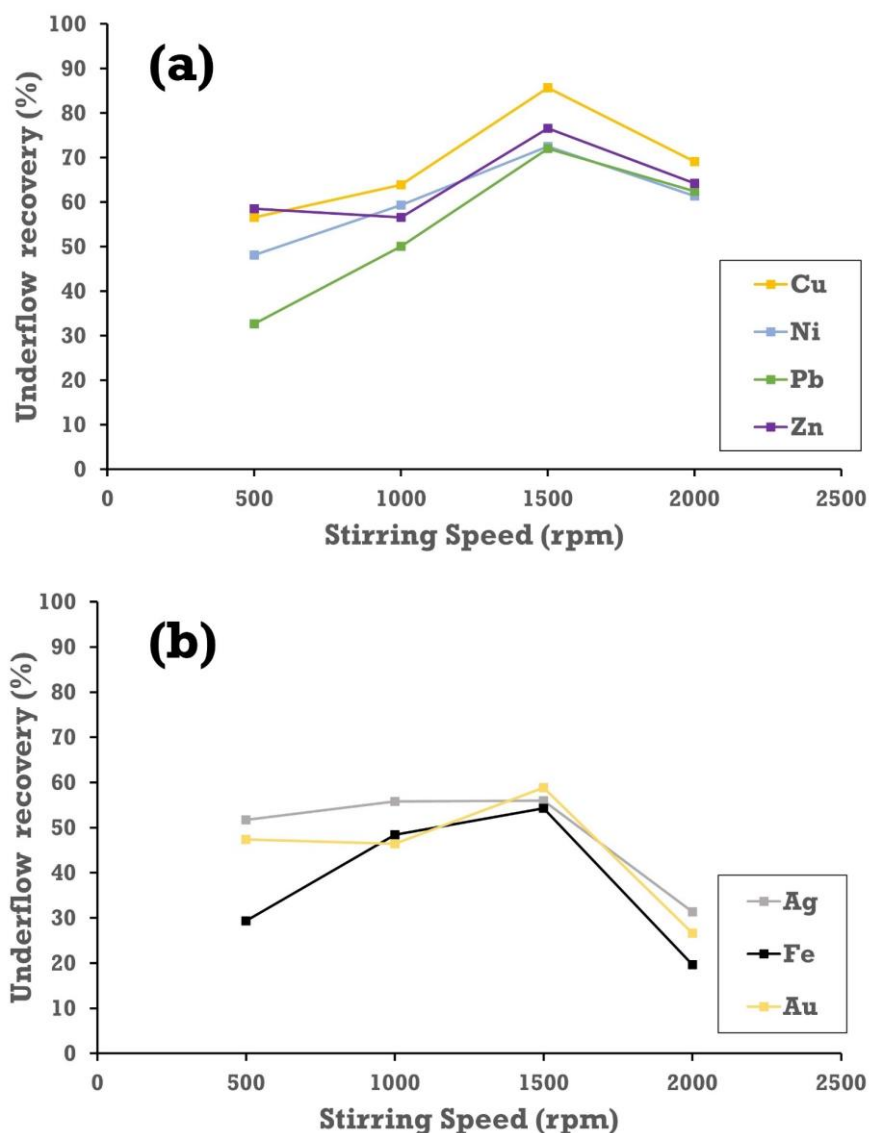 (a)
Underflow recovery (%)
100
90
80
70
60
50
40
30
20
10
0
0 500 1000 1500 2000 2500
Stirring Speed (rpm)
Cu
Ni
Pb
Zn
(b)
Underflow recovery (%)
100
90
80
70
60
50
40
30
20
10
0
0 500 1000 1500 2000 2500
Stirring Speed (rpm)
Ag
Fe
Au